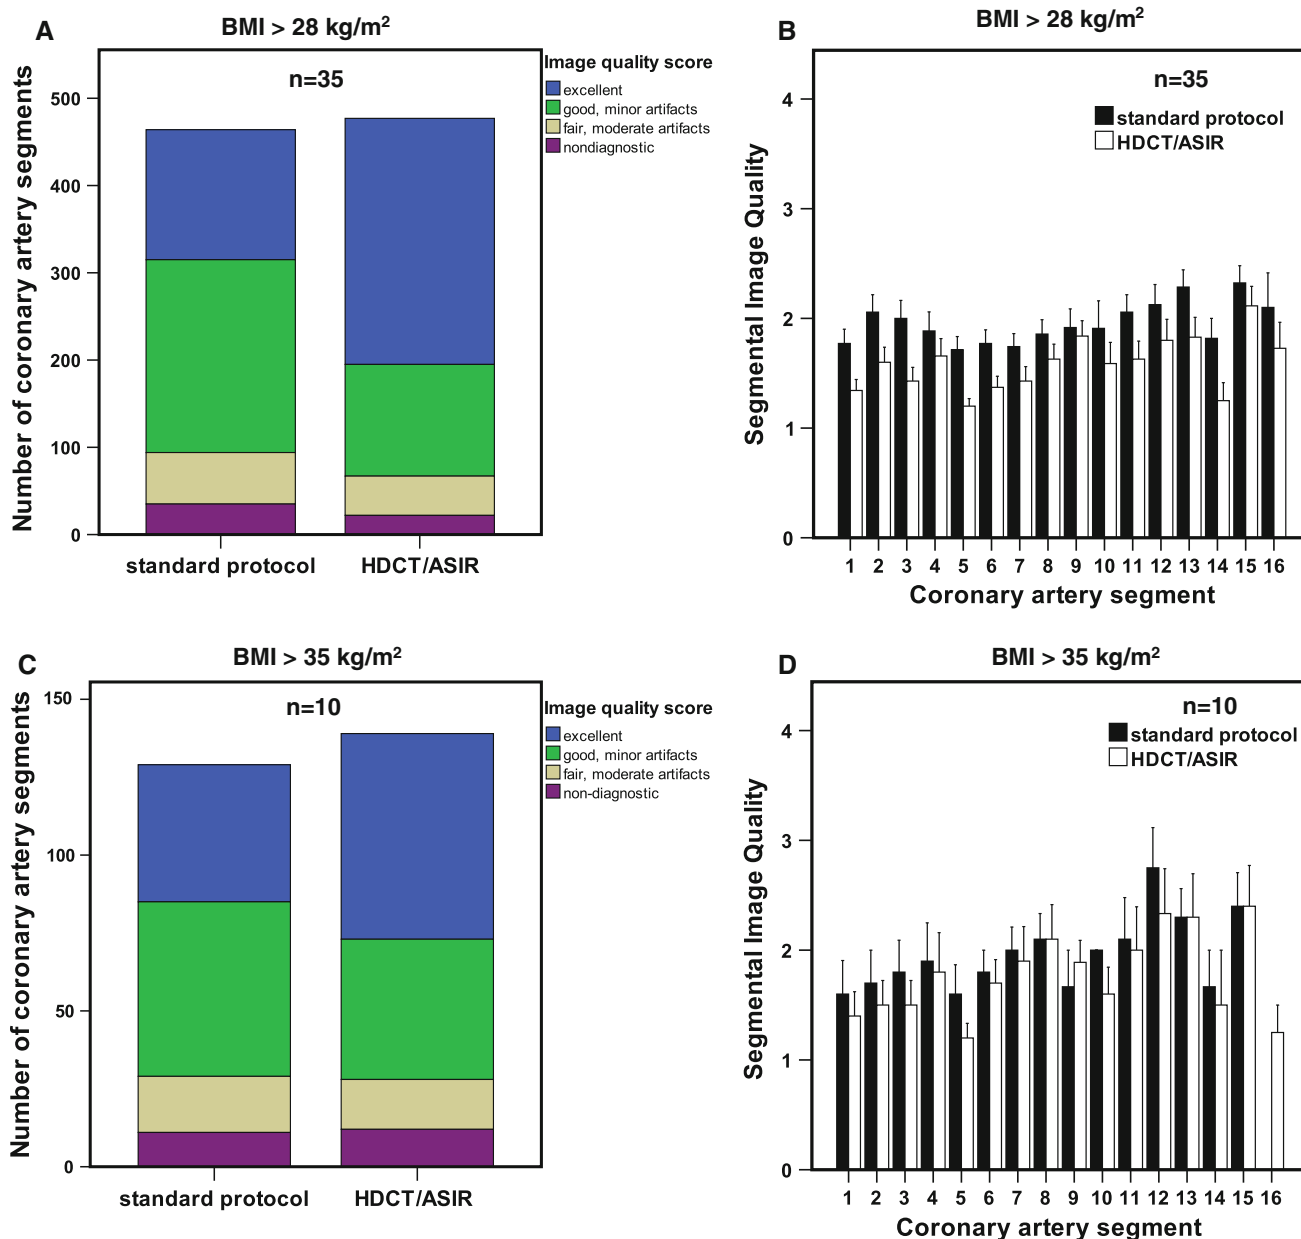 A
BMI > 28 kg/m²
n=35
Image quality score
excellent
good, minor artifacts
fair, moderate artifacts
nondiagnostic
Number of coronary artery segments
500
400
300
200
100
0
standard protocol HDCT/ASIR
B
BMI > 28 kg/m²
n=35
standard protocol
HDCT/ASIR
Segmental Image Quality
4
3
2
1
0
1 2 3 4 5 6 7 8 9 10 11 12 13 14 15 16
Coronary artery segment
C
BMI > 35 kg/m²
n=10
Image quality score
excellent
good, minor artifacts
fair, moderate artifacts
non-diagnostic
Number of coronary artery segments
150
100
50
0
standard protocol HDCT/ASIR
D
BMI > 35 kg/m²
n=10
standard protocol
HDCT/ASIR
Segmental Image Quality
4
3
2
1
0
1 2 3 4 5 6 7 8 9 10 11 12 13 14 15 16
Coronary artery segment